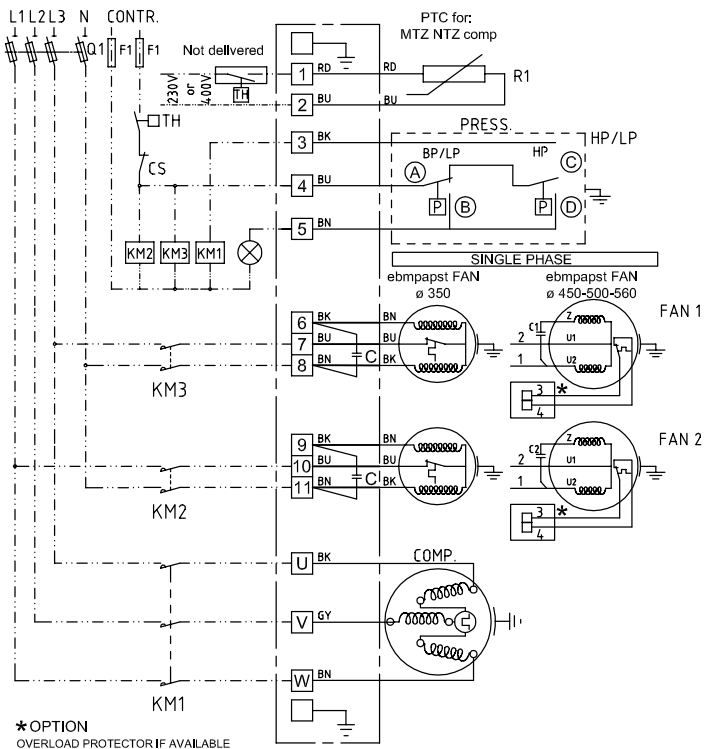 L1 L2 L3 N CONTR.
Q1 F1 F1
Not delivered
230V or 400V
TH
PTC for:
MTZ NTZ comp
1 RD RD R1
2 BU BU
TH
CS
3 BK
PRESS. HP/LP
BP/LP HP
A C
4 BU
P B P D
5 BN
KM2 KM3 KM1
SINGLE PHASE
ebmpapst FAN
ø 350
ebmpapst FAN
ø 450-500-560
FAN 1
6 BK BN
7 BU C BU
8 BN BK
KM3
C1 Z
2 U1
1 U2
3 *
4
FAN 2
9 BK BN
10 BU
11 BN C BK
KM2
C2 Z
2 U1
1 U2
3 *
4
U BK COMP.
V GY
W BN
KM1
* OPTION
OVERLOAD PROTECTOR IF AVAILABLE